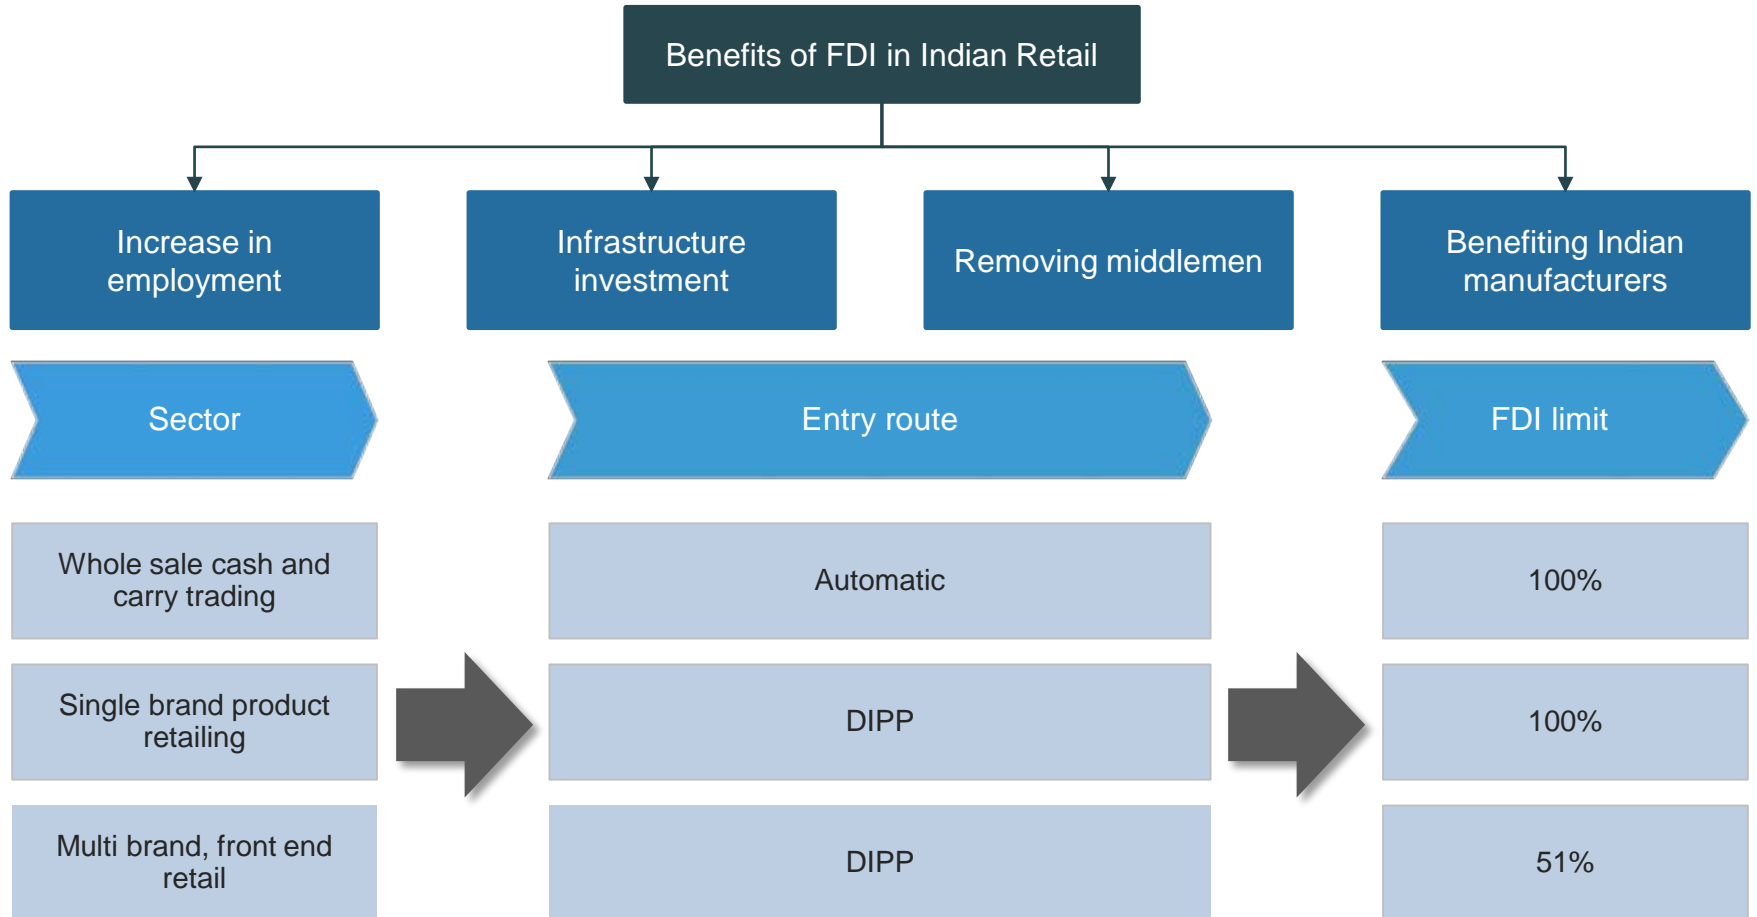 Benefits of FDI in Indian Retail
Increase in
employment
Infrastructure
investment
Removing middlemen
Benefiting Indian
manufacturers
Sector
Entry route
FDI limit
Whole sale cash and
carry trading
Automatic
100%
Single brand product
retailing
DIPP
100%
Multi brand, front end
retail
DIPP
51%